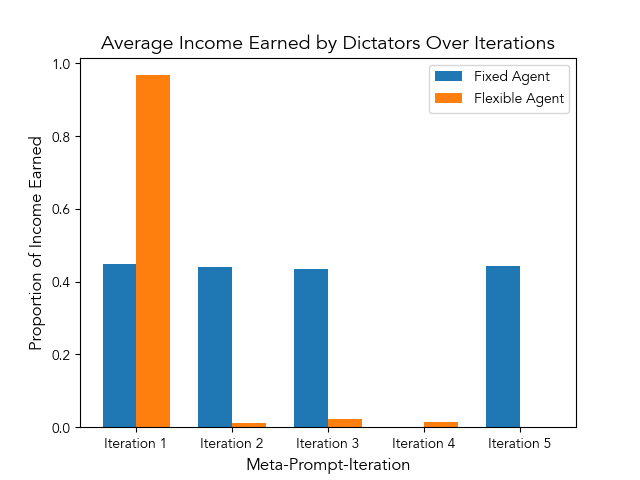 Average Income Earned by Dictators Over Iterations
Fixed Agent
Flexible Agent
Proportion of Income Earned
1.0
0.8
0.6
0.4
0.2
0.0
Iteration 1 Iteration 2 Iteration 3 Iteration 4 Iteration 5
Meta-Prompt-Iteration